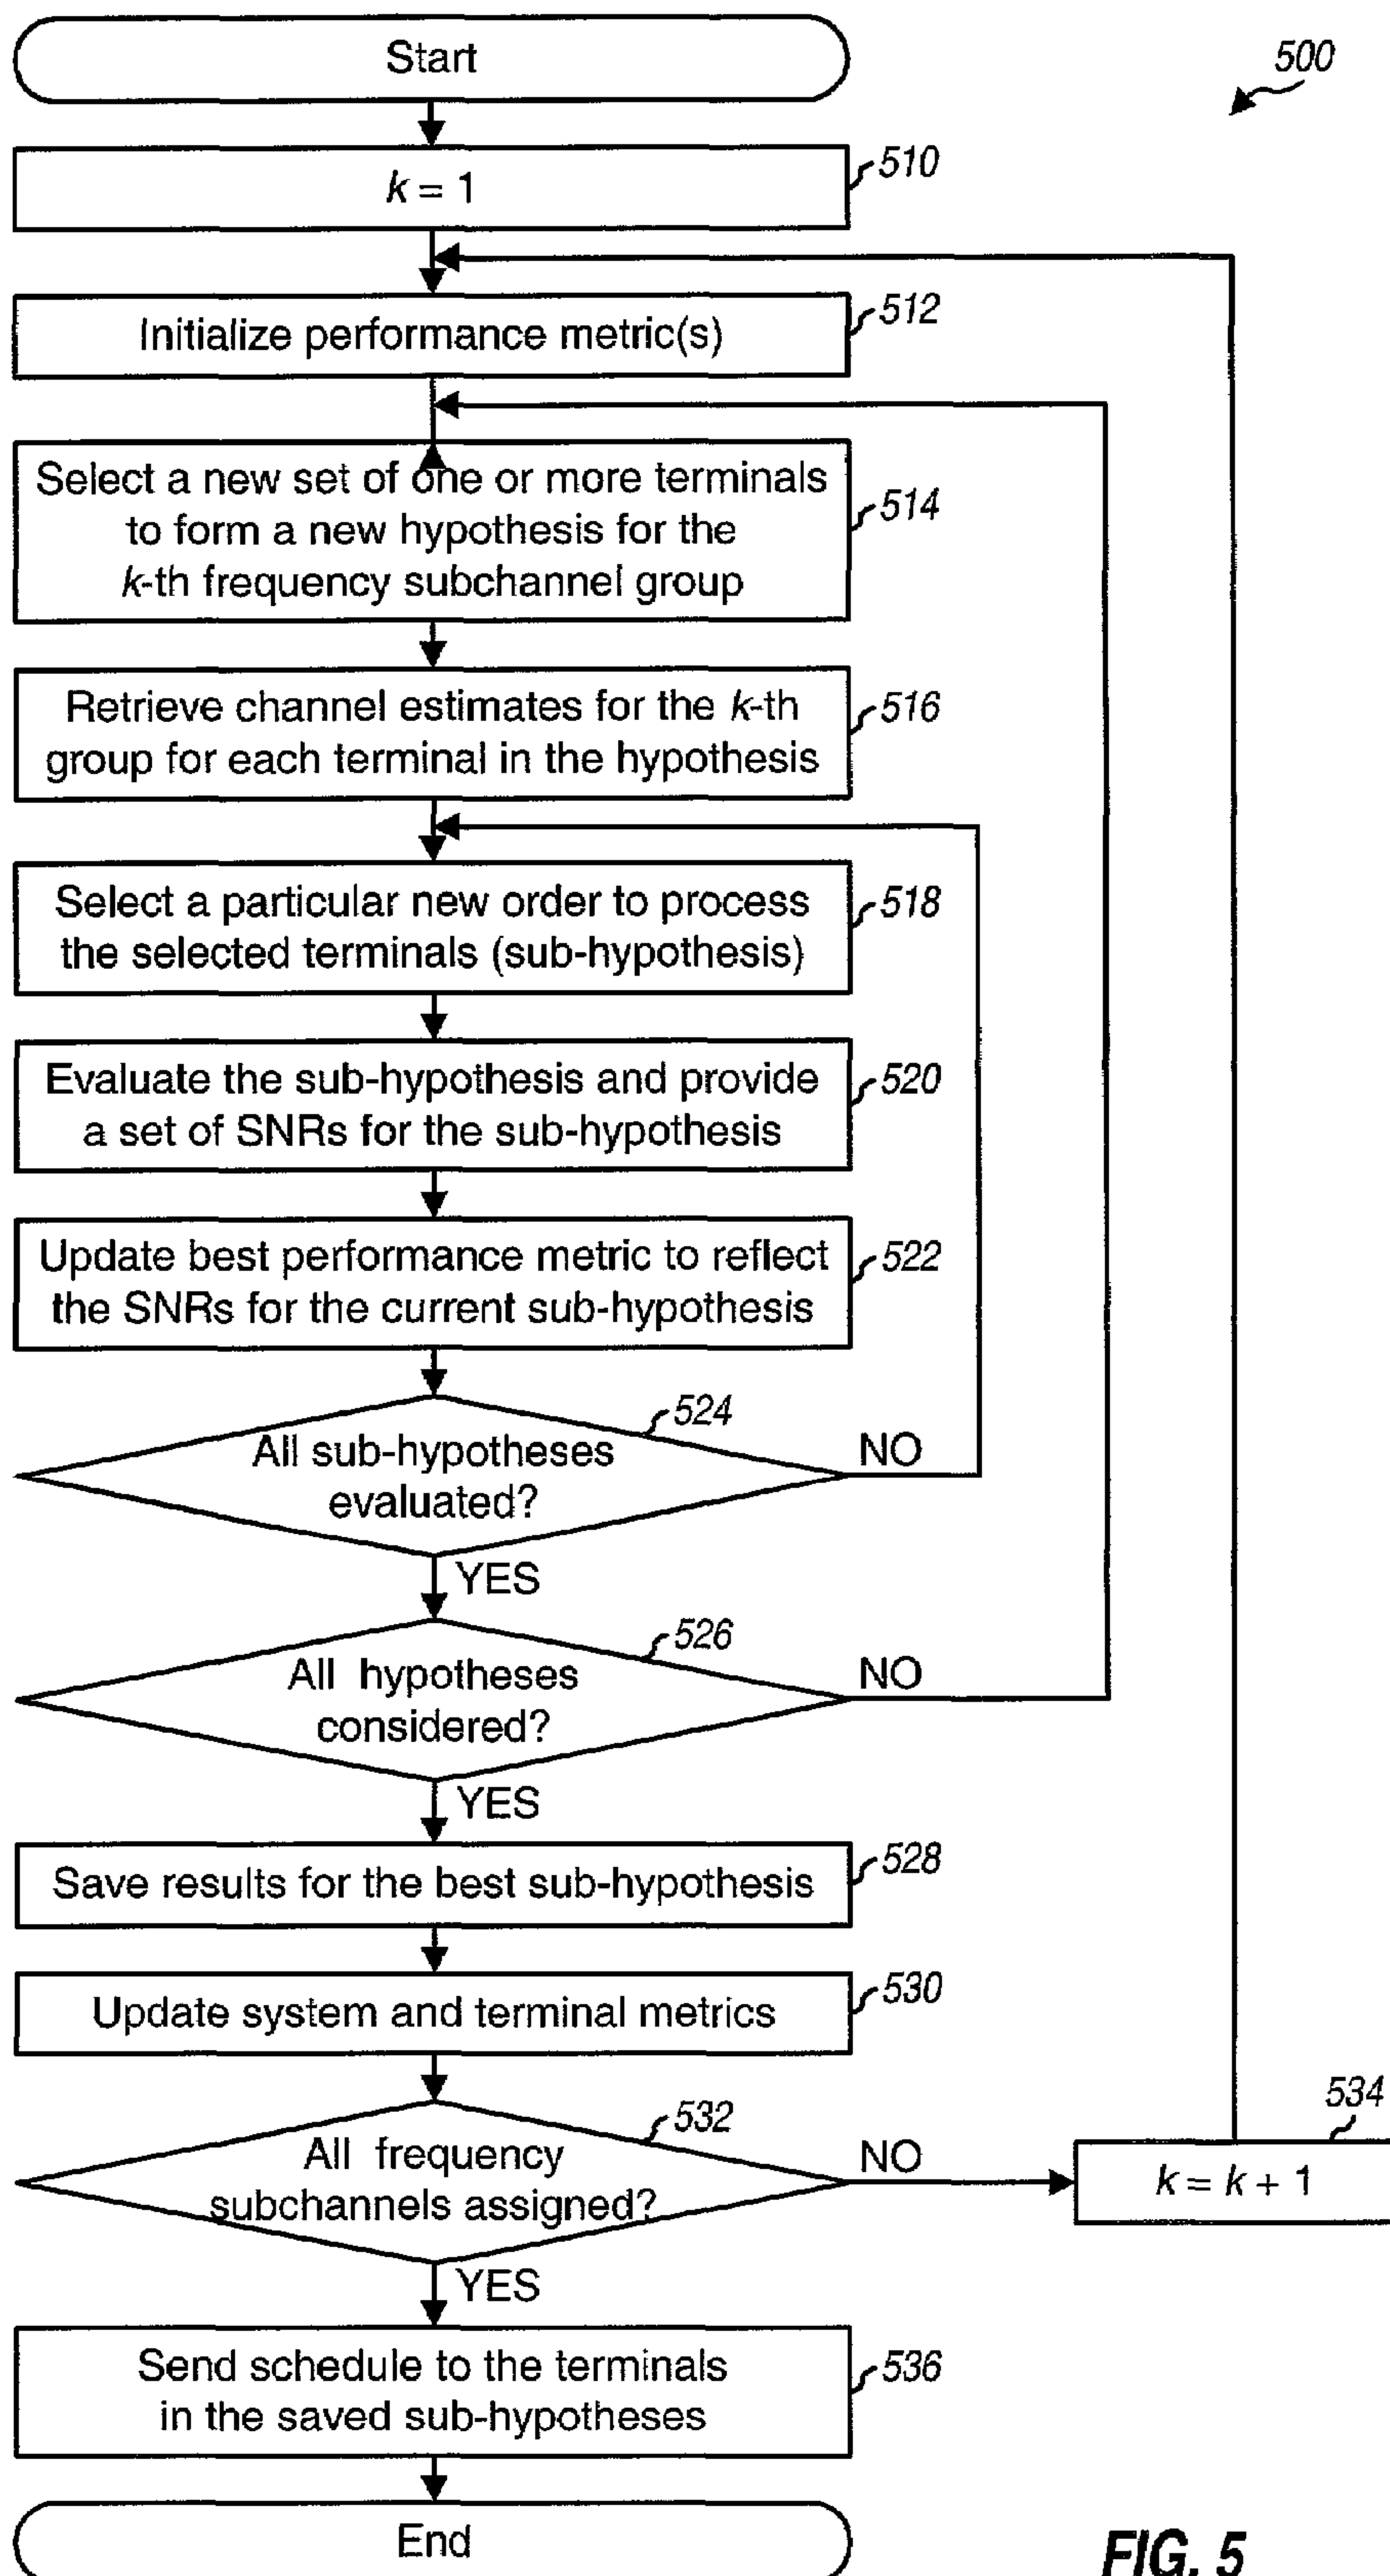 Start
500
k = 1
510
Initialize performance metric(s)
512
Select a new set of one or more terminals
to form a new hypothesis for the
k-th frequency subchannel group
514
Retrieve channel estimates for the k-th
group for each terminal in the hypothesis
516
Select a particular new order to process
the selected terminals (sub-hypothesis)
518
Evaluate the sub-hypothesis and provide
a set of SNRs for the sub-hypothesis
520
Update best performance metric to reflect
the SNRs for the current sub-hypothesis
522
524
All sub-hypotheses
evaluated?
NO
YES
526
All hypotheses
considered?
NO
YES
Save results for the best sub-hypothesis
528
Update system and terminal metrics
530
532
All frequency
subchannels assigned?
NO
534
k = k + 1
YES
Send schedule to the terminals
in the saved sub-hypotheses
536
End
FIG. 5